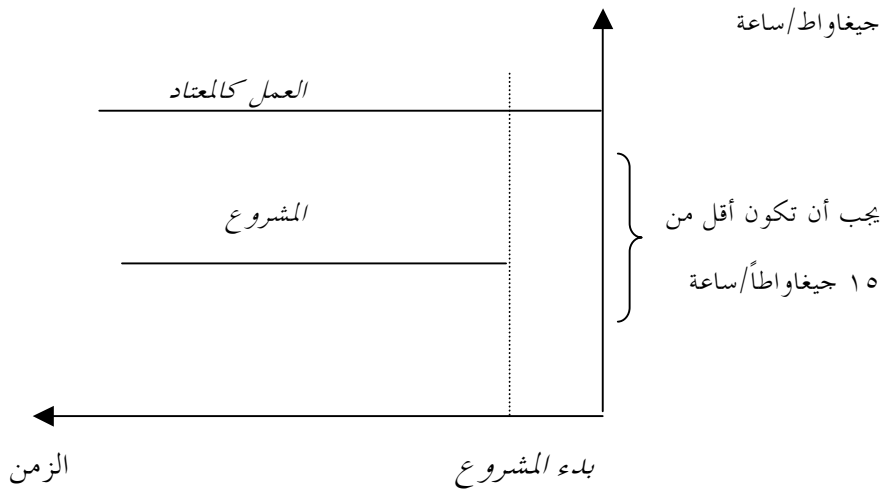 جيغاواط/ساعة
العمل كالمعتاد
يجب أن تكون أقل من
١٥ جيغاواطاً/ساعة
المشروع
بدء المشروع
الزمن